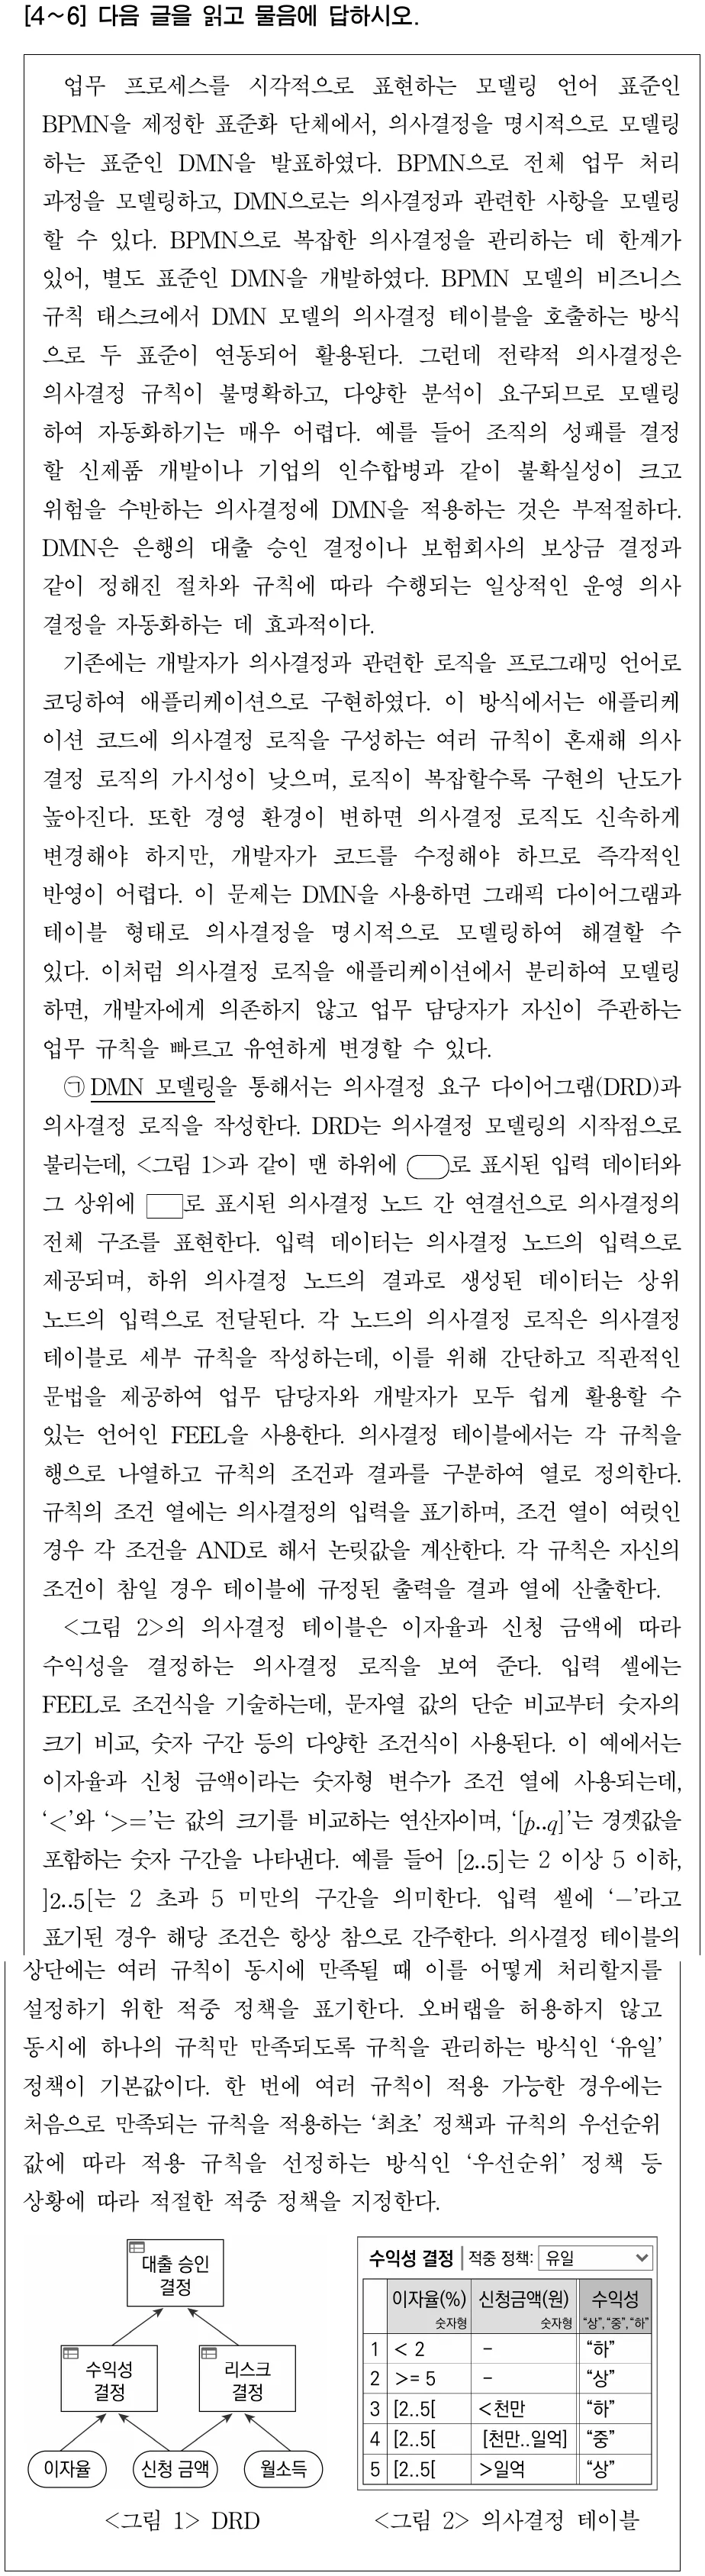 [4~6] 다음 글을 읽고 물음에 답하시오.
업무 프로세스를 시각적으로 표현하는 모델링 언어 표준인
BPMN을 제정한 표준화 단체에서, 의사결정을 명시적으로 모델링
하는 표준인 DMN을 발표하였다. BPMN으로 전체 업무 처리
과정을 모델링하고, DMN으로는 의사결정과 관련한 사항을 모델링
할 수 있다. BPMN으로 복잡한 의사결정을 관리하는 데 한계가
있어, 별도 표준인 DMN을 개발하였다. BPMN 모델의 비즈니스
규칙 태스크에서 DMN 모델의 의사결정 테이블을 호출하는 방식
으로 두 표준이 연동되어 활용된다. 그런데 전략적 의사결정은
의사결정 규칙이 불명확하고, 다양한 분석이 요구되므로 모델링
하여 자동화하기는 매우 어렵다. 예를 들어 조직의 성패를 결정
할 신제품 개발이나 기업의 인수합병과 같이 불확실성이 크고
위험을 수반하는 의사결정에 DMN을 적용하는 것은 부적절하다.
DMN은 은행의 대출 승인 결정이나 보험회사의 보상금 결정과
같이 정해진 절차와 규칙에 따라 수행되는 일상적인 운영 의사
결정을 자동화하는 데 효과적이다.
기존에는 개발자가 의사결정과 관련한 로직을 프로그래밍 언어로
코딩하여 애플리케이션으로 구현하였다. 이 방식에서는 애플리케
이션 코드에 의사결정 로직을 구성하는 여러 규칙이 혼재해 의사
결정 로직의 가시성이 낮으며, 로직이 복잡할수록 구현의 난도가
높아진다. 또한 경영 환경이 변하면 의사결정 로직도 신속하게
변경해야 하지만, 개발자가 코드를 수정해야 하므로 즉각적인
반영이 어렵다. 이 문제는 DMN을 사용하면 그래픽 다이어그램과
테이블 형태로 의사결정을 명시적으로 모델링하여 해결할 수
있다. 이처럼 의사결정 로직을 애플리케이션에서 분리하여 모델링
하면, 개발자에게 의존하지 않고 업무 담당자가 자신이 주관하는
업무 규칙을 빠르고 유연하게 변경할 수 있다.
㉠ DMN 모델링을 통해서는 의사결정 요구 다이어그램(DRD)과
의사결정 로직을 작성한다. DRD는 의사결정 모델링의 시작점으로
불리는데, <그림 1>과 같이 맨 하위에 로 표시된 입력 데이터와
그 상위에 로 표시된 의사결정 노드 간 연결선으로 의사결정의
전체 구조를 표현한다. 입력 데이터는 의사결정 노드의 입력으로
제공되며, 하위 의사결정 노드의 결과로 생성된 데이터는 상위
노드의 입력으로 전달된다. 각 노드의 의사결정 로직은 의사결정
테이블로 세부 규칙을 작성하는데, 이를 위해 간단하고 직관적인
문법을 제공하여 업무 담당자와 개발자가 모두 쉽게 활용할 수
있는 언어인 FEEL을 사용한다. 의사결정 테이블에서는 각 규칙을
행으로 나열하고 규칙의 조건과 결과를 구분하여 열로 정의한다.
규칙의 조건 열에는 의사결정의 입력을 표기하며, 조건 열이 여럿인
경우 각 조건을 AND로 해서 논릿값을 계산한다. 각 규칙은 자신의
조건이 참일 경우 테이블에 규정된 출력을 결과 열에 산출한다.
<그림 2>의 의사결정 테이블은 이자율과 신청 금액에 따라
수익성을 결정하는 의사결정 로직을 보여 준다. 입력 셀에는
FEEL로 조건식을 기술하는데, 문자열 값의 단순 비교부터 숫자의
크기 비교, 숫자 구간 등의 다양한 조건식이 사용된다. 이 예에서는
이자율과 신청 금액이라는 숫자형 변수가 조건 열에 사용되는데,
‘<’와 ‘>=’는 값의 크기를 비교하는 연산자이며, ‘[p..q]’는 경곗값을
포함하는 숫자 구간을 나타낸다. 예를 들어 [2..5]는 2 이상 5 이하,
]2..5[는 2 초과 5 미만의 구간을 의미한다. 입력 셀에 ‘−’라고
표기된 경우 해당 조건은 항상 참으로 간주한다. 의사결정 테이블의
상단에는 여러 규칙이 동시에 만족될 때 이를 어떻게 처리할지를
설정하기 위한 적중 정책을 표기한다. 오버랩을 허용하지 않고
동시에 하나의 규칙만 만족되도록 규칙을 관리하는 방식인 ‘유일’
정책이 기본값이다. 한 번에 여러 규칙이 적용 가능한 경우에는
처음으로 만족되는 규칙을 적용하는 ‘최초’ 정책과 규칙의 우선순위
값에 따라 적용 규칙을 선정하는 방식인 ‘우선순위’ 정책 등
상황에 따라 적절한 적중 정책을 지정한다.
대출 승인
결정
수익성
결정
리스크
결정
이자율
신청 금액
월소득
<그림 1> DRD
수익성 결정 | 적중 정책: 유일
이자율(%) 신청금액(원) 수익성
숫자형 숫자형 “상”, “중”, “하”
1 < 2 − “하”
2 >= 5 − “상”
3 [2..5[ <천만 “하”
4 [2..5[ [천만..일억] “중”
5 [2..5[ >일억 “상”
<그림 2> 의사결정 테이블